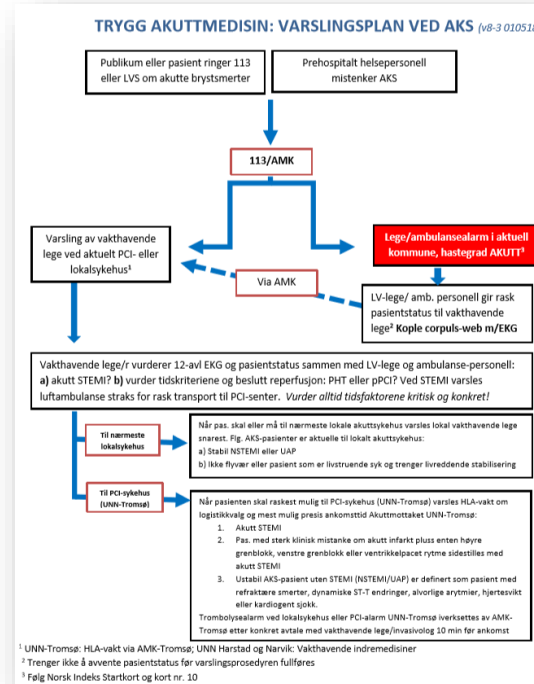 TRYGG AKUTTMEDISIN: VARSLINGSPLAN VED AKS (v8-3 010518
Publikum eller pasient ringer 113
eller LVS om akutte brystsmerter
Prehospitalt helsepersonell
mistenker AKS
113/AMK
Varsling av vakthavende
lege ved aktuelt PCI- eller
lokalsykehus¹
Lege/ambulansealarm i aktuell
kommune, hastegrad AKUTT³
Via AMK
LV-lege/ amb. personell gir rask
pasientstatus til vakthavende
lege² Kople corpuls-web m/EKG
Vakthavende lege/r vurderer 12-avl EKG og pasientstatus sammen med LV-lege og ambulanse-personell:
a) akutt STEMI? b) vurder tidskriteriene og beslutt reperfusjon: PHT eller pPCI? Ved STEMI varsles
luftambulanse straks for rask transport til PCI-senter. Vurder alltid tidsfaktorene kritisk og konkret!
Til nærmeste
lokalsykehus
Når pas. skal eller må til nærmeste lokale akuttsykehus varsles lokal vakthavende lege
snarest. Flg. AKS-pasienter er aktuelle til lokalt akuttsykehus:
a) Stabil NSTEMI eller UAP
b) Ikke flyvær eller pasient som er livstruende syk og trenger livreddende stabilisering
Til PCI-sykehus
(UNN-Tromsø)
Når pasienten skal raskest mulig til PCI-sykehus (UNN-Tromsø) varsles HLA-vakt om
logistikkvalg og mest mulig presis ankomsttid Akuttmottaket UNN-Tromsø:
1. Akutt STEMI
2. Pas. med sterk klinisk mistanke om akutt infarkt pluss enten høyre
grenblokk, venstre grenblokk eller ventrikkelpacet rytme sidestilles med
akutt STEMI
3. Ustabil AKS-pasient uten STEMI (NSTEMI/UAP) er definert som pasient med
refraktære smerter, dynamiske ST-T endringer, alvorlige arytmier, hjertesvikt
eller kardiogent sjokk.
Trombolysealarm ved lokalsykehus eller PCI-alarm UNN-Tromsø iverksettes av AMK-
Tromsø etter konkret avtale med vakthavende lege/invasivolog 10 min før ankomst
¹ UNN-Tromsø: HLA-vakt via AMK-Tromsø; UNN Harstad og Narvik: Vakthavende indremedisiner
² Trenger ikke å avvente pasientstatus før varslingsprosedyren fullføres
³ Følg Norsk Indeks Startkort og kort nr. 10